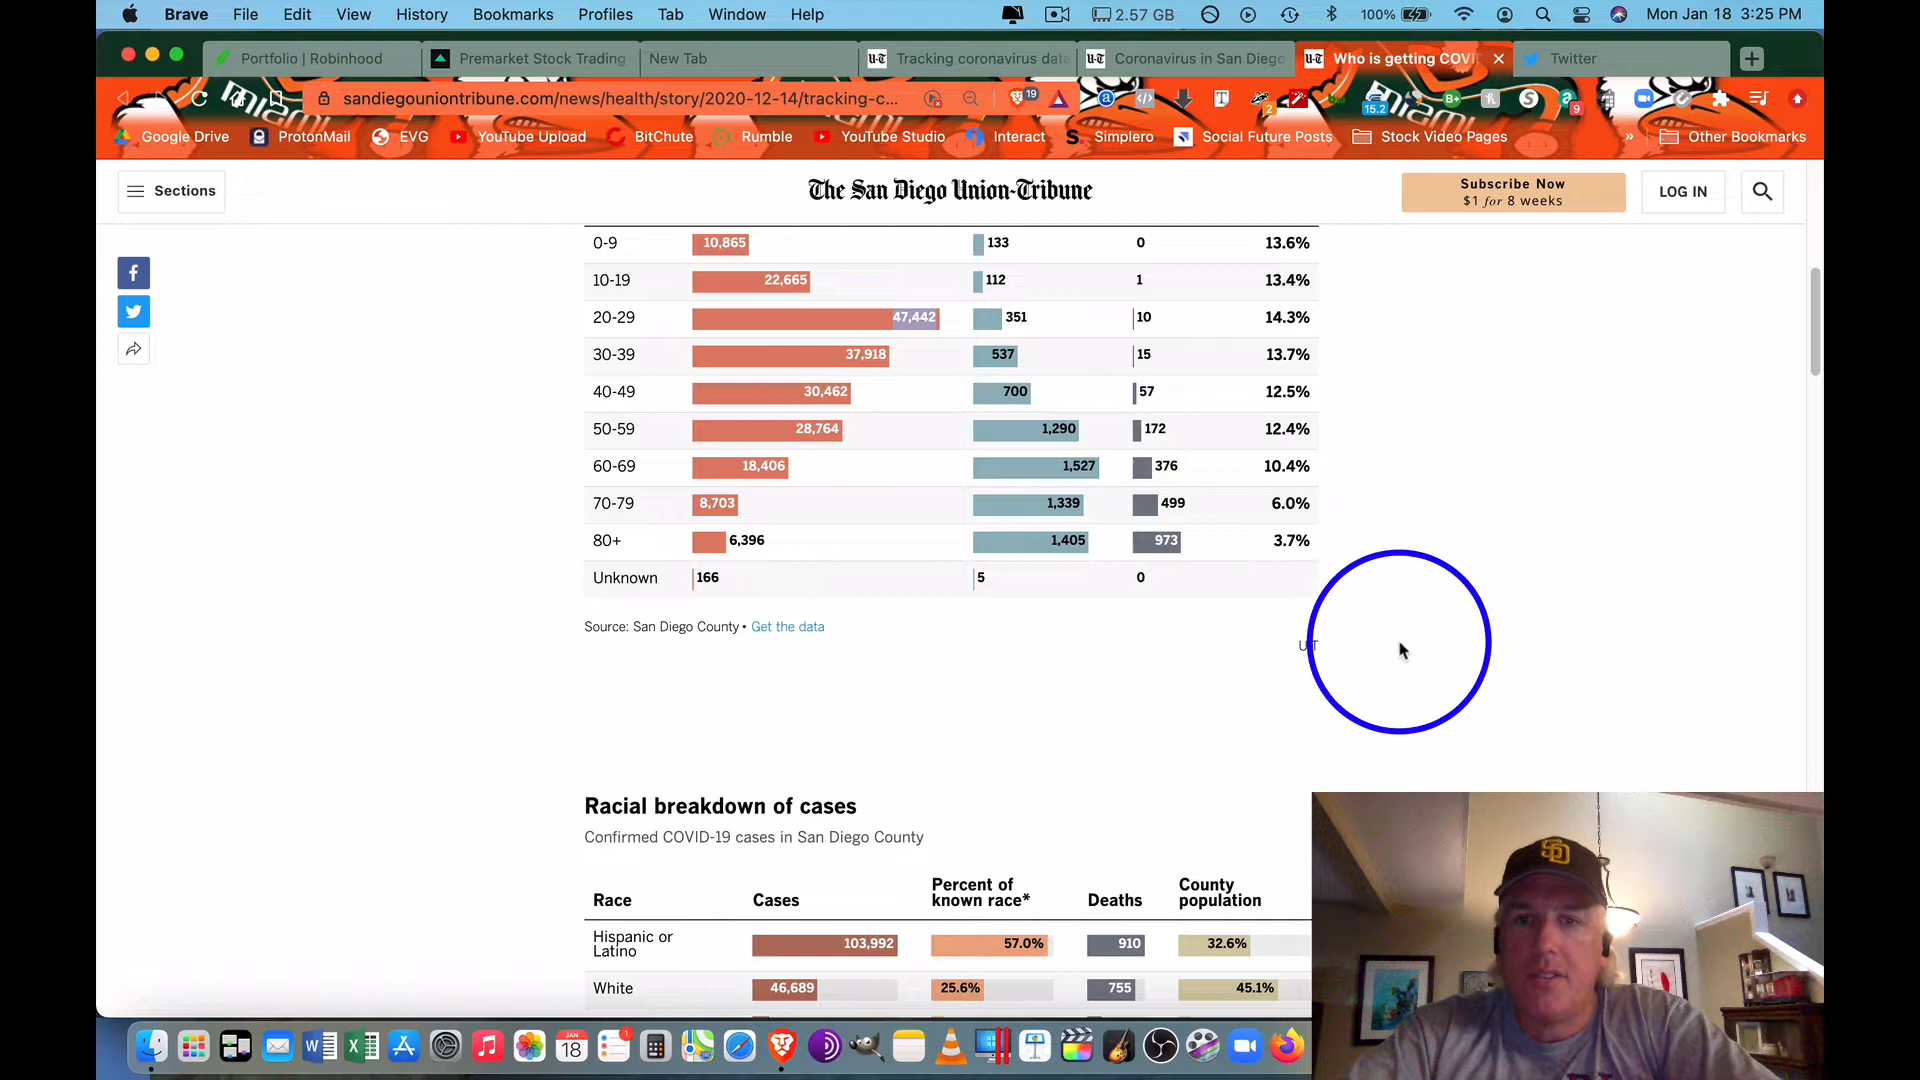 Brave File Edit View History Bookmarks Profiles Tab Window Help 2.57 GB 100% Mon Jan 18 3:25 PM
Portfolio | Robinhood Premarket Stock Trading New Tab U-T Tracking coronavirus data U-T Coronavirus in San Diego U-T Who is getting COVI Twitter
sandiegouniontribune.com/news/health/story/2020-12-14/tracking-c... 19 2 15.2 B+ 9
Google Drive ProtonMail EVG YouTube Upload BitChute Rumble YouTube Studio Interact Simplero Social Future Posts Stock Video Pages » Other Bookmarks
Sections The San Diego Union-Tribune Subscribe Now LOG IN
$1 for 8 weeks
0-9 10,865 133 0 13.6%
10-19 22,665 112 1 13.4%
20-29 47,442 351 10 14.3%
30-39 37,918 537 15 13.7%
40-49 30,462 700 57 12.5%
50-59 28,764 1,290 172 12.4%
60-69 18,406 1,527 376 10.4%
70-79 8,703 1,339 499 6.0%
80+ 6,396 1,405 973 3.7%
Unknown 166 5 0
Source: San Diego County • Get the data
Racial breakdown of cases
Confirmed COVID-19 cases in San Diego County
Race Cases Percent of known race* Deaths County population
Hispanic or Latino 103,992 57.0% 910 32.6%
White 46,689 25.6% 755 45.1%
JAN 18 1
SD